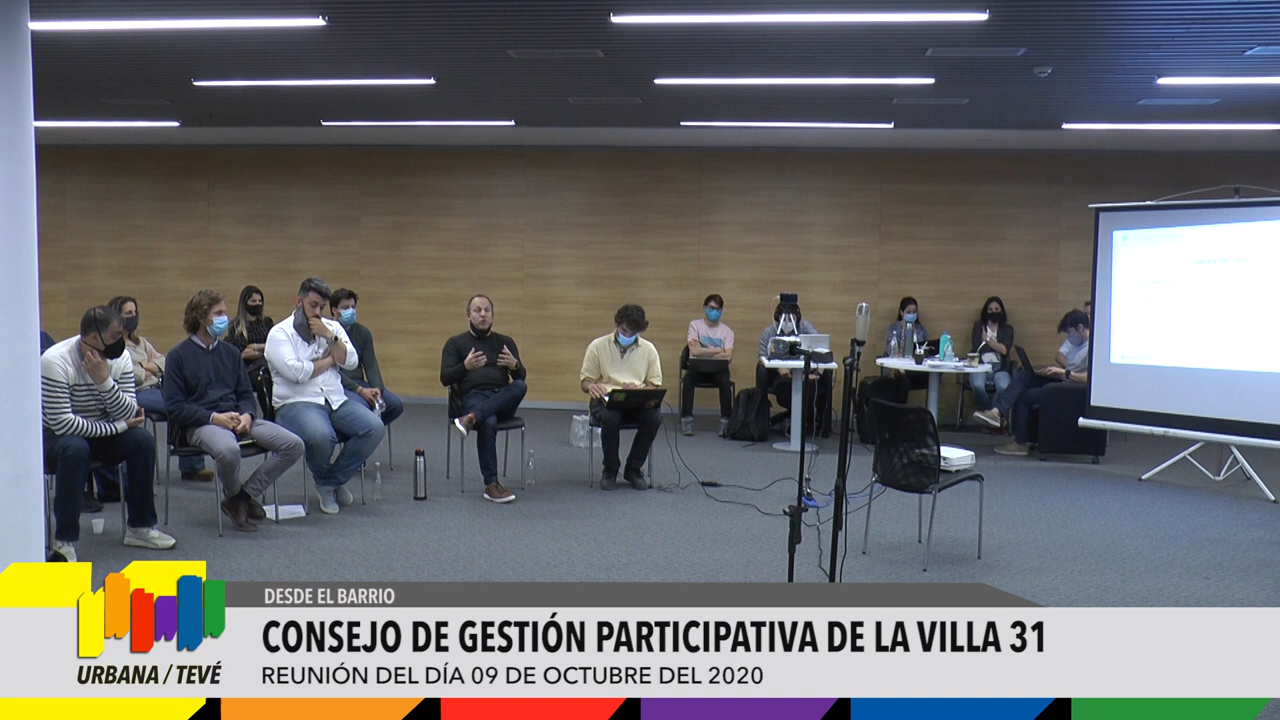 DESDE EL BARRIO
CONSEJO DE GESTIÓN PARTICIPATIVA DE LA VILLA 31
REUNIÓN DEL DÍA 09 DE OCTUBRE DEL 2020
URBANA / TEVÉ